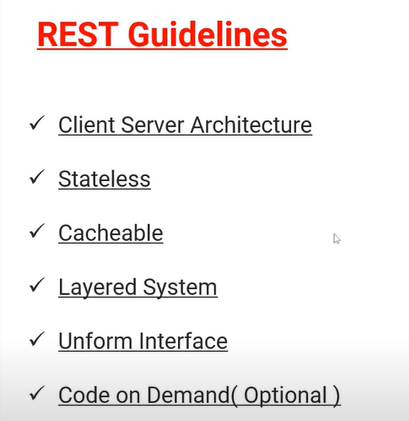 REST Guidelines
✓ Client Server Architecture
✓ Stateless
✓ Cacheable
✓ Layered System
✓ Unform Interface
✓ Code on Demand( Optional )